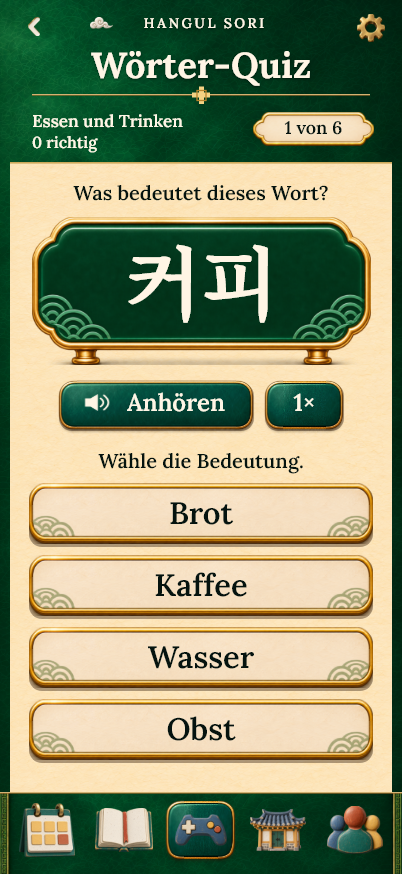 HANGUL SORI
Wörter-Quiz
Essen und Trinken
0 richtig
1 von 6
Was bedeutet dieses Wort?
커피
Anhören
1×
Wähle die Bedeutung.
Brot
Kaffee
Wasser
Obst